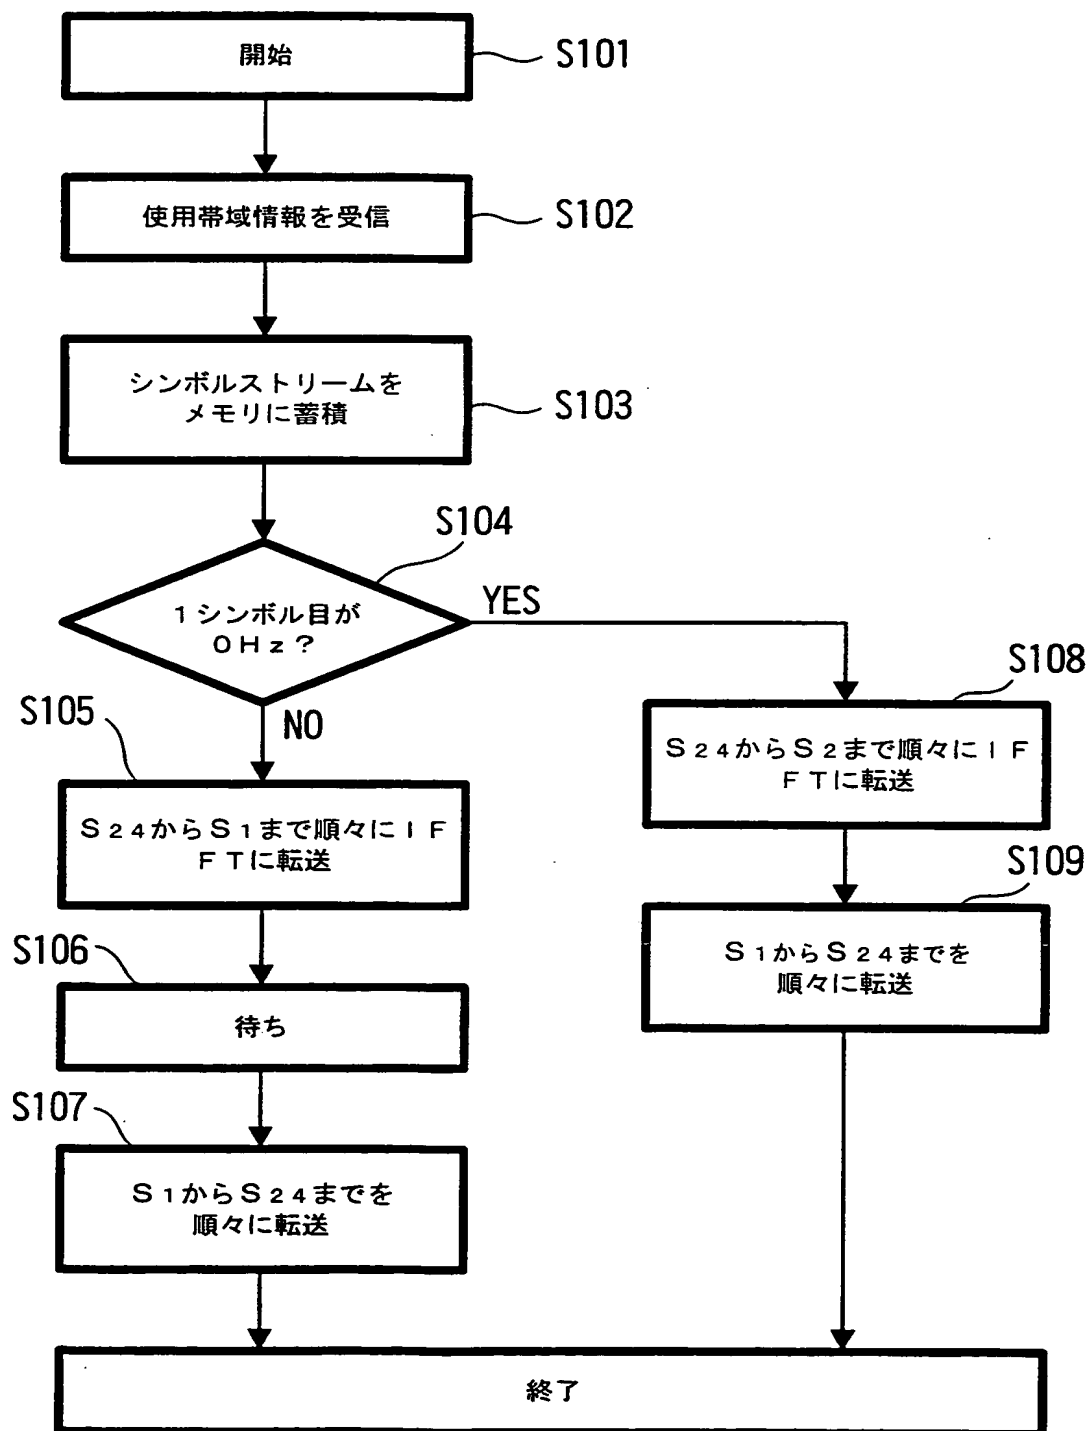 開始
S101
使用帯域情報を受信
S102
シンボルストリームを
メモリに蓄積
S103
S104
1シンボル目が
0Hz?
YES
NO
S105
S24からS1まで順々にIF
FTに転送
S106
待ち
S107
S1からS24までを
順々に転送
S108
S24からS2まで順々にIF
FTに転送
S109
S1からS24までを
順々に転送
終了